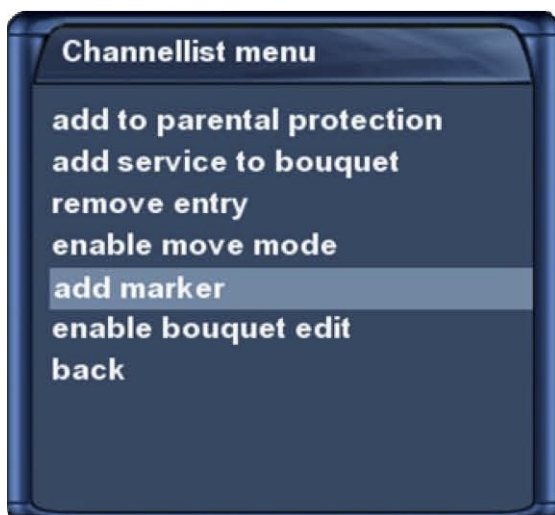 Channellist menu
add to parental protection
add service to bouquet
remove entry
enable move mode
add marker
enable bouquet edit
back